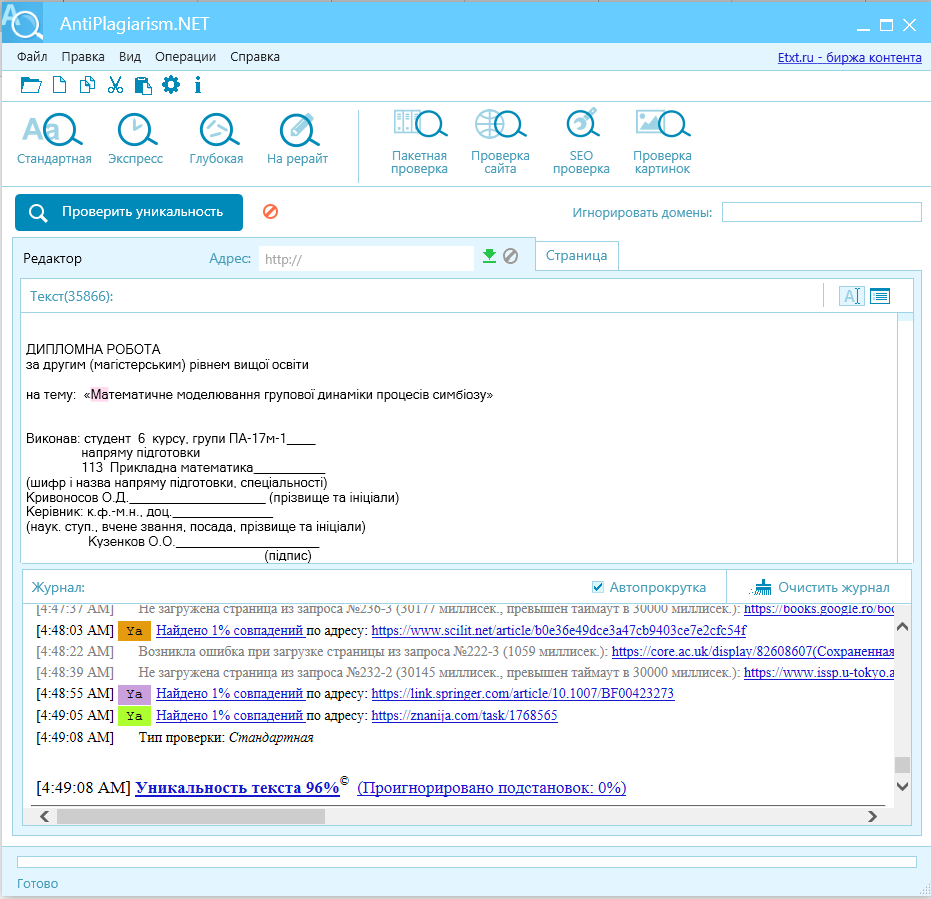 AntiPlagiarism.NET
Файл Правка Вид Операции Справка
Etxt.ru - биржа контента
Стандартная Экспресс Глубокая На рерайт
Пакетная проверка
Проверка сайта
SEO проверка
Проверка картинок
Проверить уникальность
Игнорировать домены:
Редактор
Адрес: http://
Страница
Текст(35866):
ДИПЛОМНА РОБОТА
за другим (магістерським) рівнем вищої освіти
на тему: «Математичне моделювання групової динаміки процесів симбіозу»
Виконав: студент 6 курсу, групи ПА-17м-1____
напряму підготовки
113 Прикладна математика__________
(шифр і назва напряму підготовки, спеціальності)
Кривоносов О.Д.___________________ (прізвище та ініціали)
Керівник: к.ф.-м.н., доц.______________
(наук. ступ., вчене звання, посада, прізвище та ініціали)
Кузенков О.О.____________________
(підпис)
Журнал:
Автопрокрутка
Очистить журнал
[4:47:37 AM] Не загружена страница из запроса №236-3 (30177 миллисек., превышен таймаут в 30000 миллисек.): https://books.google.ro/boo
[4:48:03 AM] Ya Найдено 1% совпадений по адресу: https://www.scilit.net/article/b0e36e49dce3a47cb9403ce7e2cfc54f
[4:48:22 AM] Возникла ошибка при загрузке страницы из запроса №222-3 (1059 миллисек.): https://core.ac.uk/display/82608607(Сохраненная
[4:48:39 AM] Не загружена страница из запроса №232-2 (30145 миллисек., превышен таймаут в 30000 миллисек.): https://www.issp.u-tokyo.a
[4:48:55 AM] Ya Найдено 1% совпадений по адресу: https://link.springer.com/article/10.1007/BF00423273
[4:49:05 AM] Ya Найдено 1% совпадений по адресу: https://znanija.com/task/1768565
[4:49:08 AM] Тип проверки: Стандартная
[4:49:08 AM] Уникальность текста 96%© (Проигнорировано подстановок: 0%)
Готово